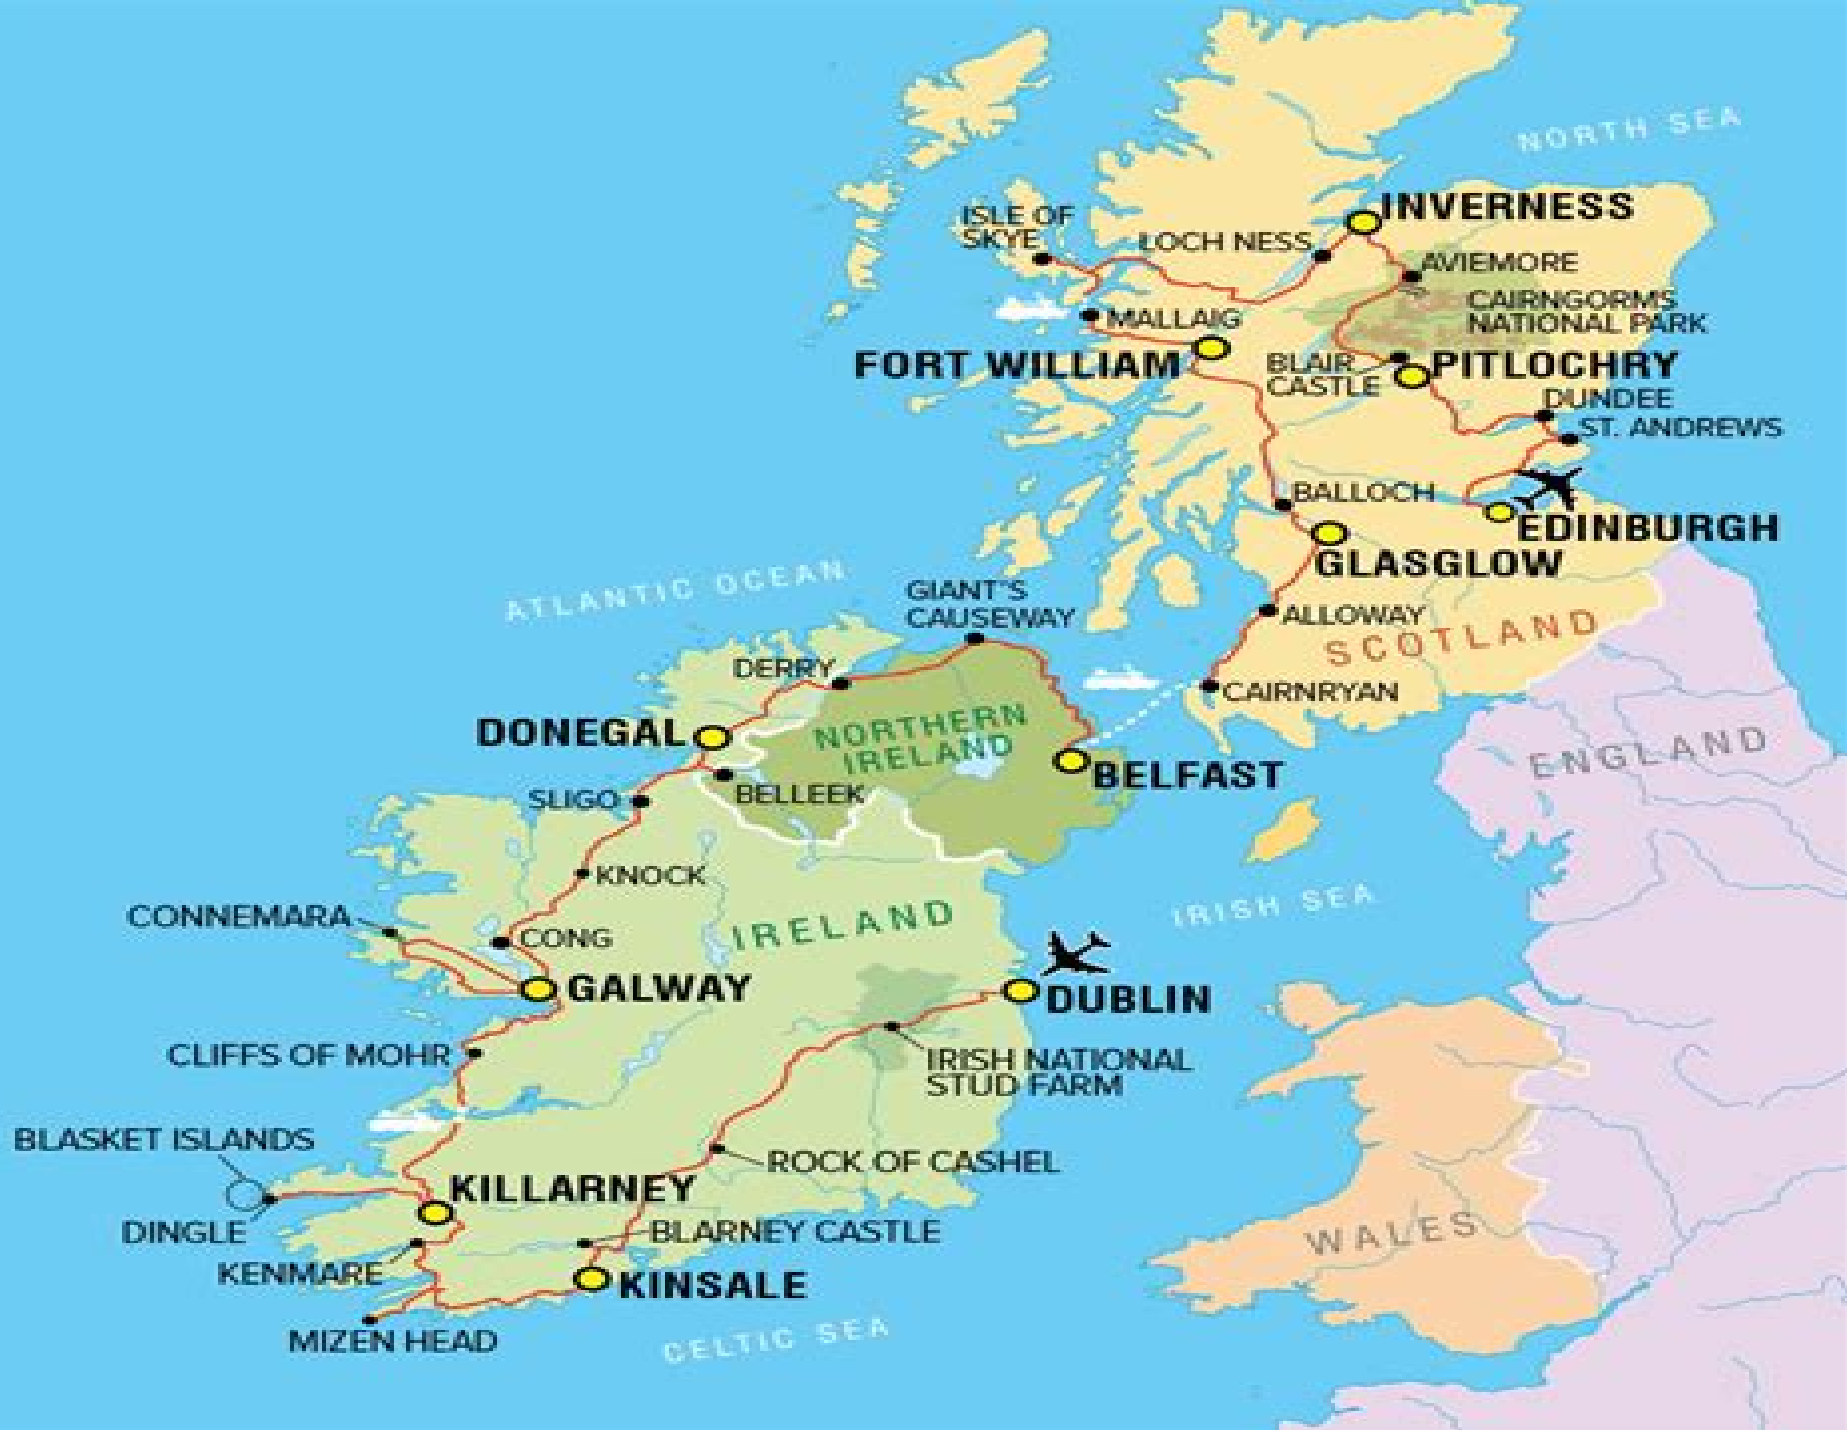 NORTH SEA
INVERNESS
ISLE OF
SKYE
LOCH NESS
AVIEMORE
CAIRNGORMS
NATIONAL PARK
MALLAIG
FORT WILLIAM
BLAIR
CASTLE
PITLOCHRY
DUNDEE
ST. ANDREWS
BALLOCH
EDINBURGH
GLASGLOW
ATLANTIC OCEAN
GIANT'S
CAUSEWAY
ALLOWAY
SCOTLAND
DERRY
CAIRNRYAN
DONEGAL
NORTHERN
IRELAND
ENGLAND
BELFAST
BELLEEK
SLIGO
KNOCK
IRISH SEA
CONNEMARA
CONG
IRELAND
GALWAY
DUBLIN
CLIFFS OF MOHR
IRISH NATIONAL
STUD FARM
BLASKET ISLANDS
ROCK OF CASHEL
KILLARNEY
DINGLE
BLARNEY CASTLE
WALES
KENMARE
KINSALE
MIZEN HEAD
CELTIC SEA